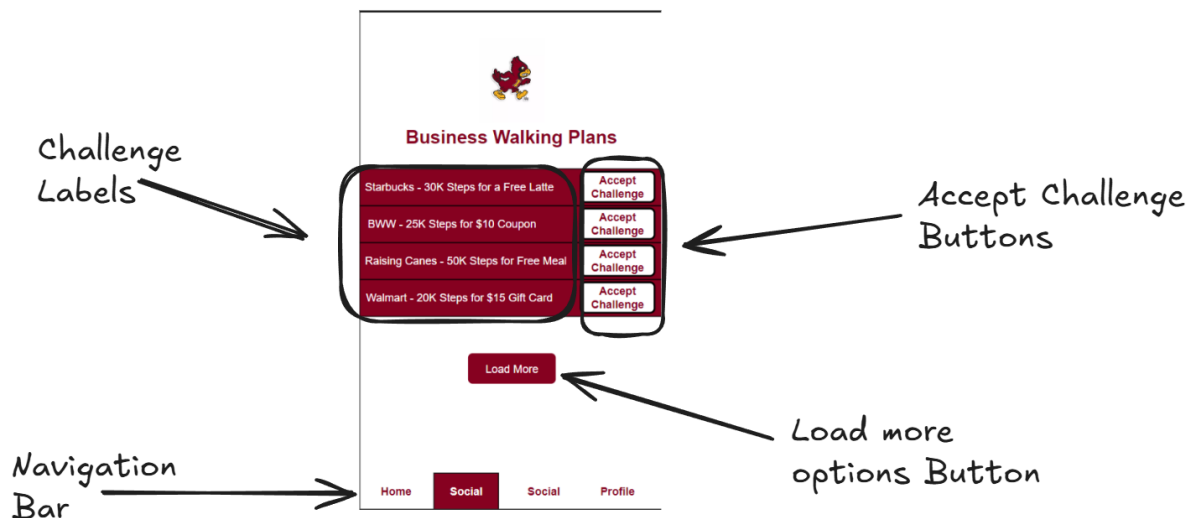 Business Walking Plans
Challenge
Labels
Starbucks - 30K Steps for a Free Latte
Accept
Challenge
BWW - 25K Steps for $10 Coupon
Accept
Challenge
Raising Canes - 50K Steps for Free Meal
Accept
Challenge
Walmart - 20K Steps for $15 Gift Card
Accept
Challenge
Accept Challenge
Buttons
Load More
Load more
options Button
Navigation
Bar
Home
Social
Social
Profile